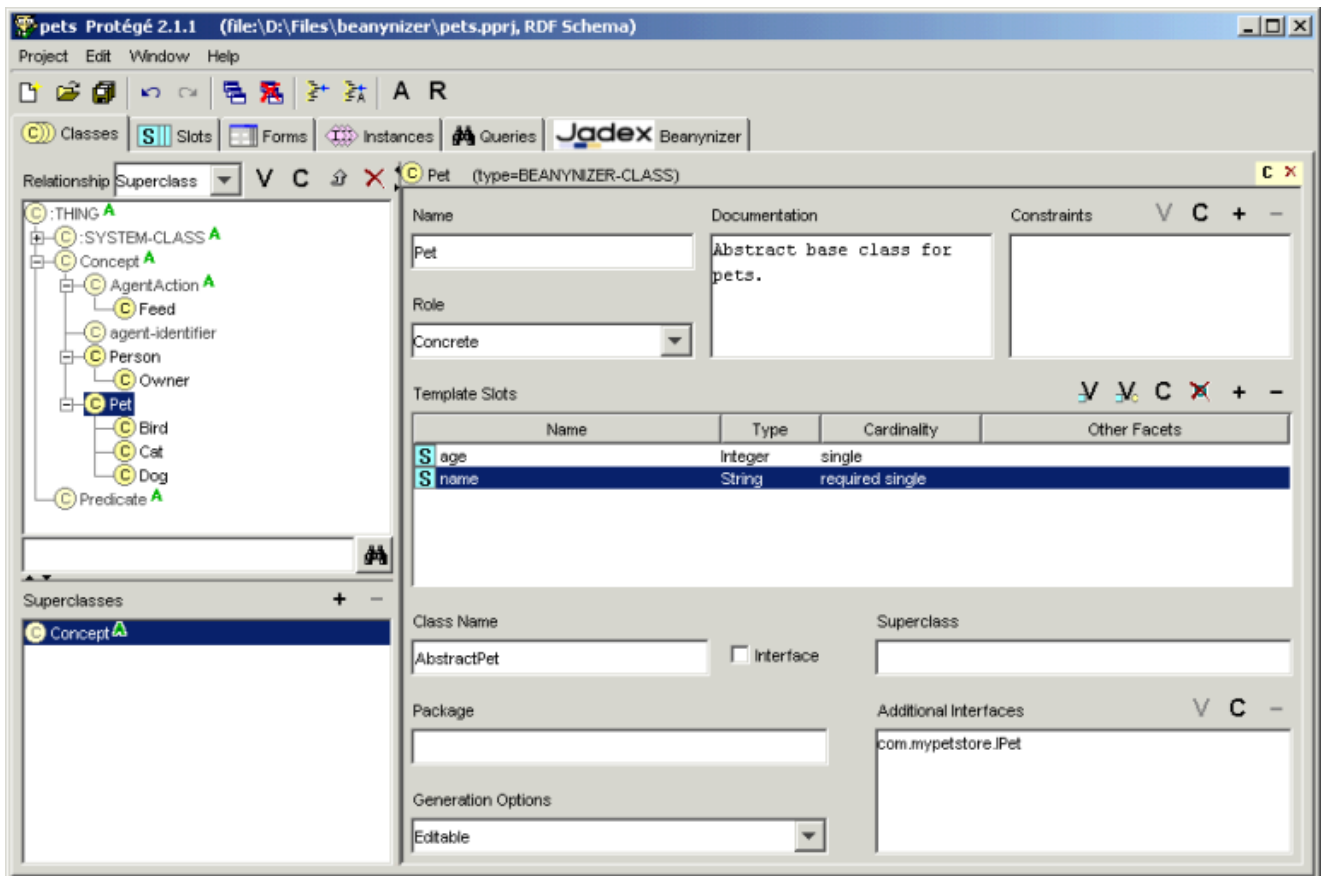 pets Protégé 2.1.1 (file:\D:\Files\beanynizer\pets.pprj, RDF Schema)
Project Edit Window Help
A R
C Classes S Slots Forms Instances Queries Jadex Beanynizer
Relationship Superclass V C
C Pet (type=BEANYNIZER-CLASS) C
C :THING A
C :SYSTEM-CLASS A
C Concept A
C AgentAction A
C Feed
C agent-identifier
C Person
C Owner
C Pet
C Bird
C Cat
C Dog
C Predicate A
Superclasses + -
C Concept A
Name
Pet
Documentation
Abstract base class for
pets.
Constraints V C + -
Role
Concrete
Template Slots V V C + -
Name Type Cardinality Other Facets
S age Integer single
S name String required single
Class Name
AbstractPet
Interface
Superclass
Package
Additional Interfaces V C -
com.mypetstore.IPet
Generation Options
Editable